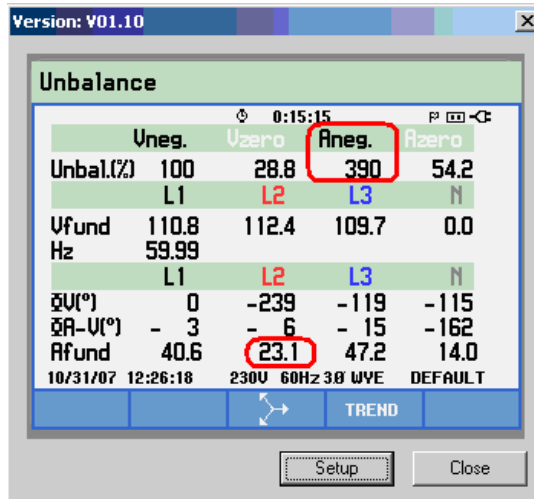 Version: V01.10
Unbalance
0:15:15
Vneg. Vzero Aneg. Azero
Unbal.(%) 100 28.8 390 54.2
L1 L2 L3 N
Vfund 110.8 112.4 109.7 0.0
Hz 59.99
L1 L2 L3 N
ΦV(°) 0 -239 -119 -115
ΦA-V(°) - 3 - 6 - 15 -162
Afund 40.6 23.1 47.2 14.0
10/31/07 12:26:18 230V 60Hz 3Ø WYE DEFAULT
TREND
Setup Close